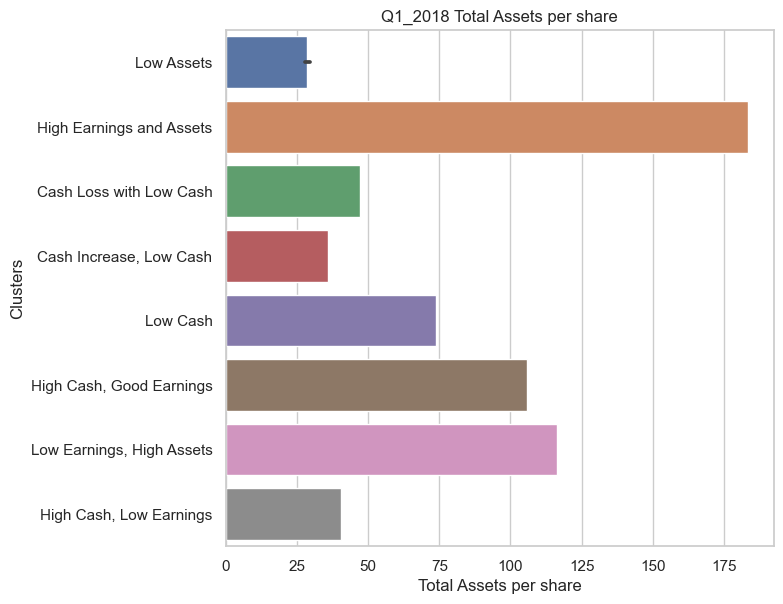 Q1_2018 Total Assets per share
Clusters
Low Assets
High Earnings and Assets
Cash Loss with Low Cash
Cash Increase, Low Cash
Low Cash
High Cash, Good Earnings
Low Earnings, High Assets
High Cash, Low Earnings
0 25 50 75 100 125 150 175
Total Assets per share